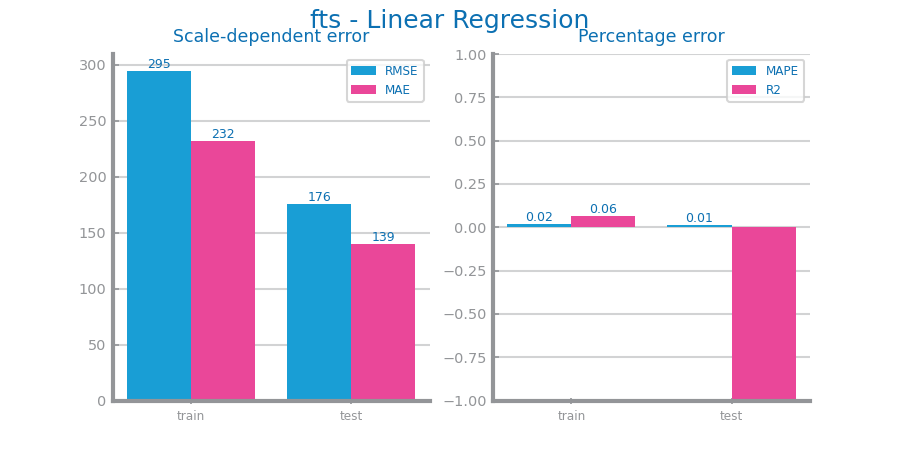 fts - Linear Regression
Scale-dependent error
300
250
200
150
100
50
0
295
232
176
139
RMSE
MAE
train
test
Percentage error
1.00
0.75
0.50
0.25
0.00
−0.25
−0.50
−0.75
−1.00
0.02
0.06
0.01
MAPE
R2
train
test